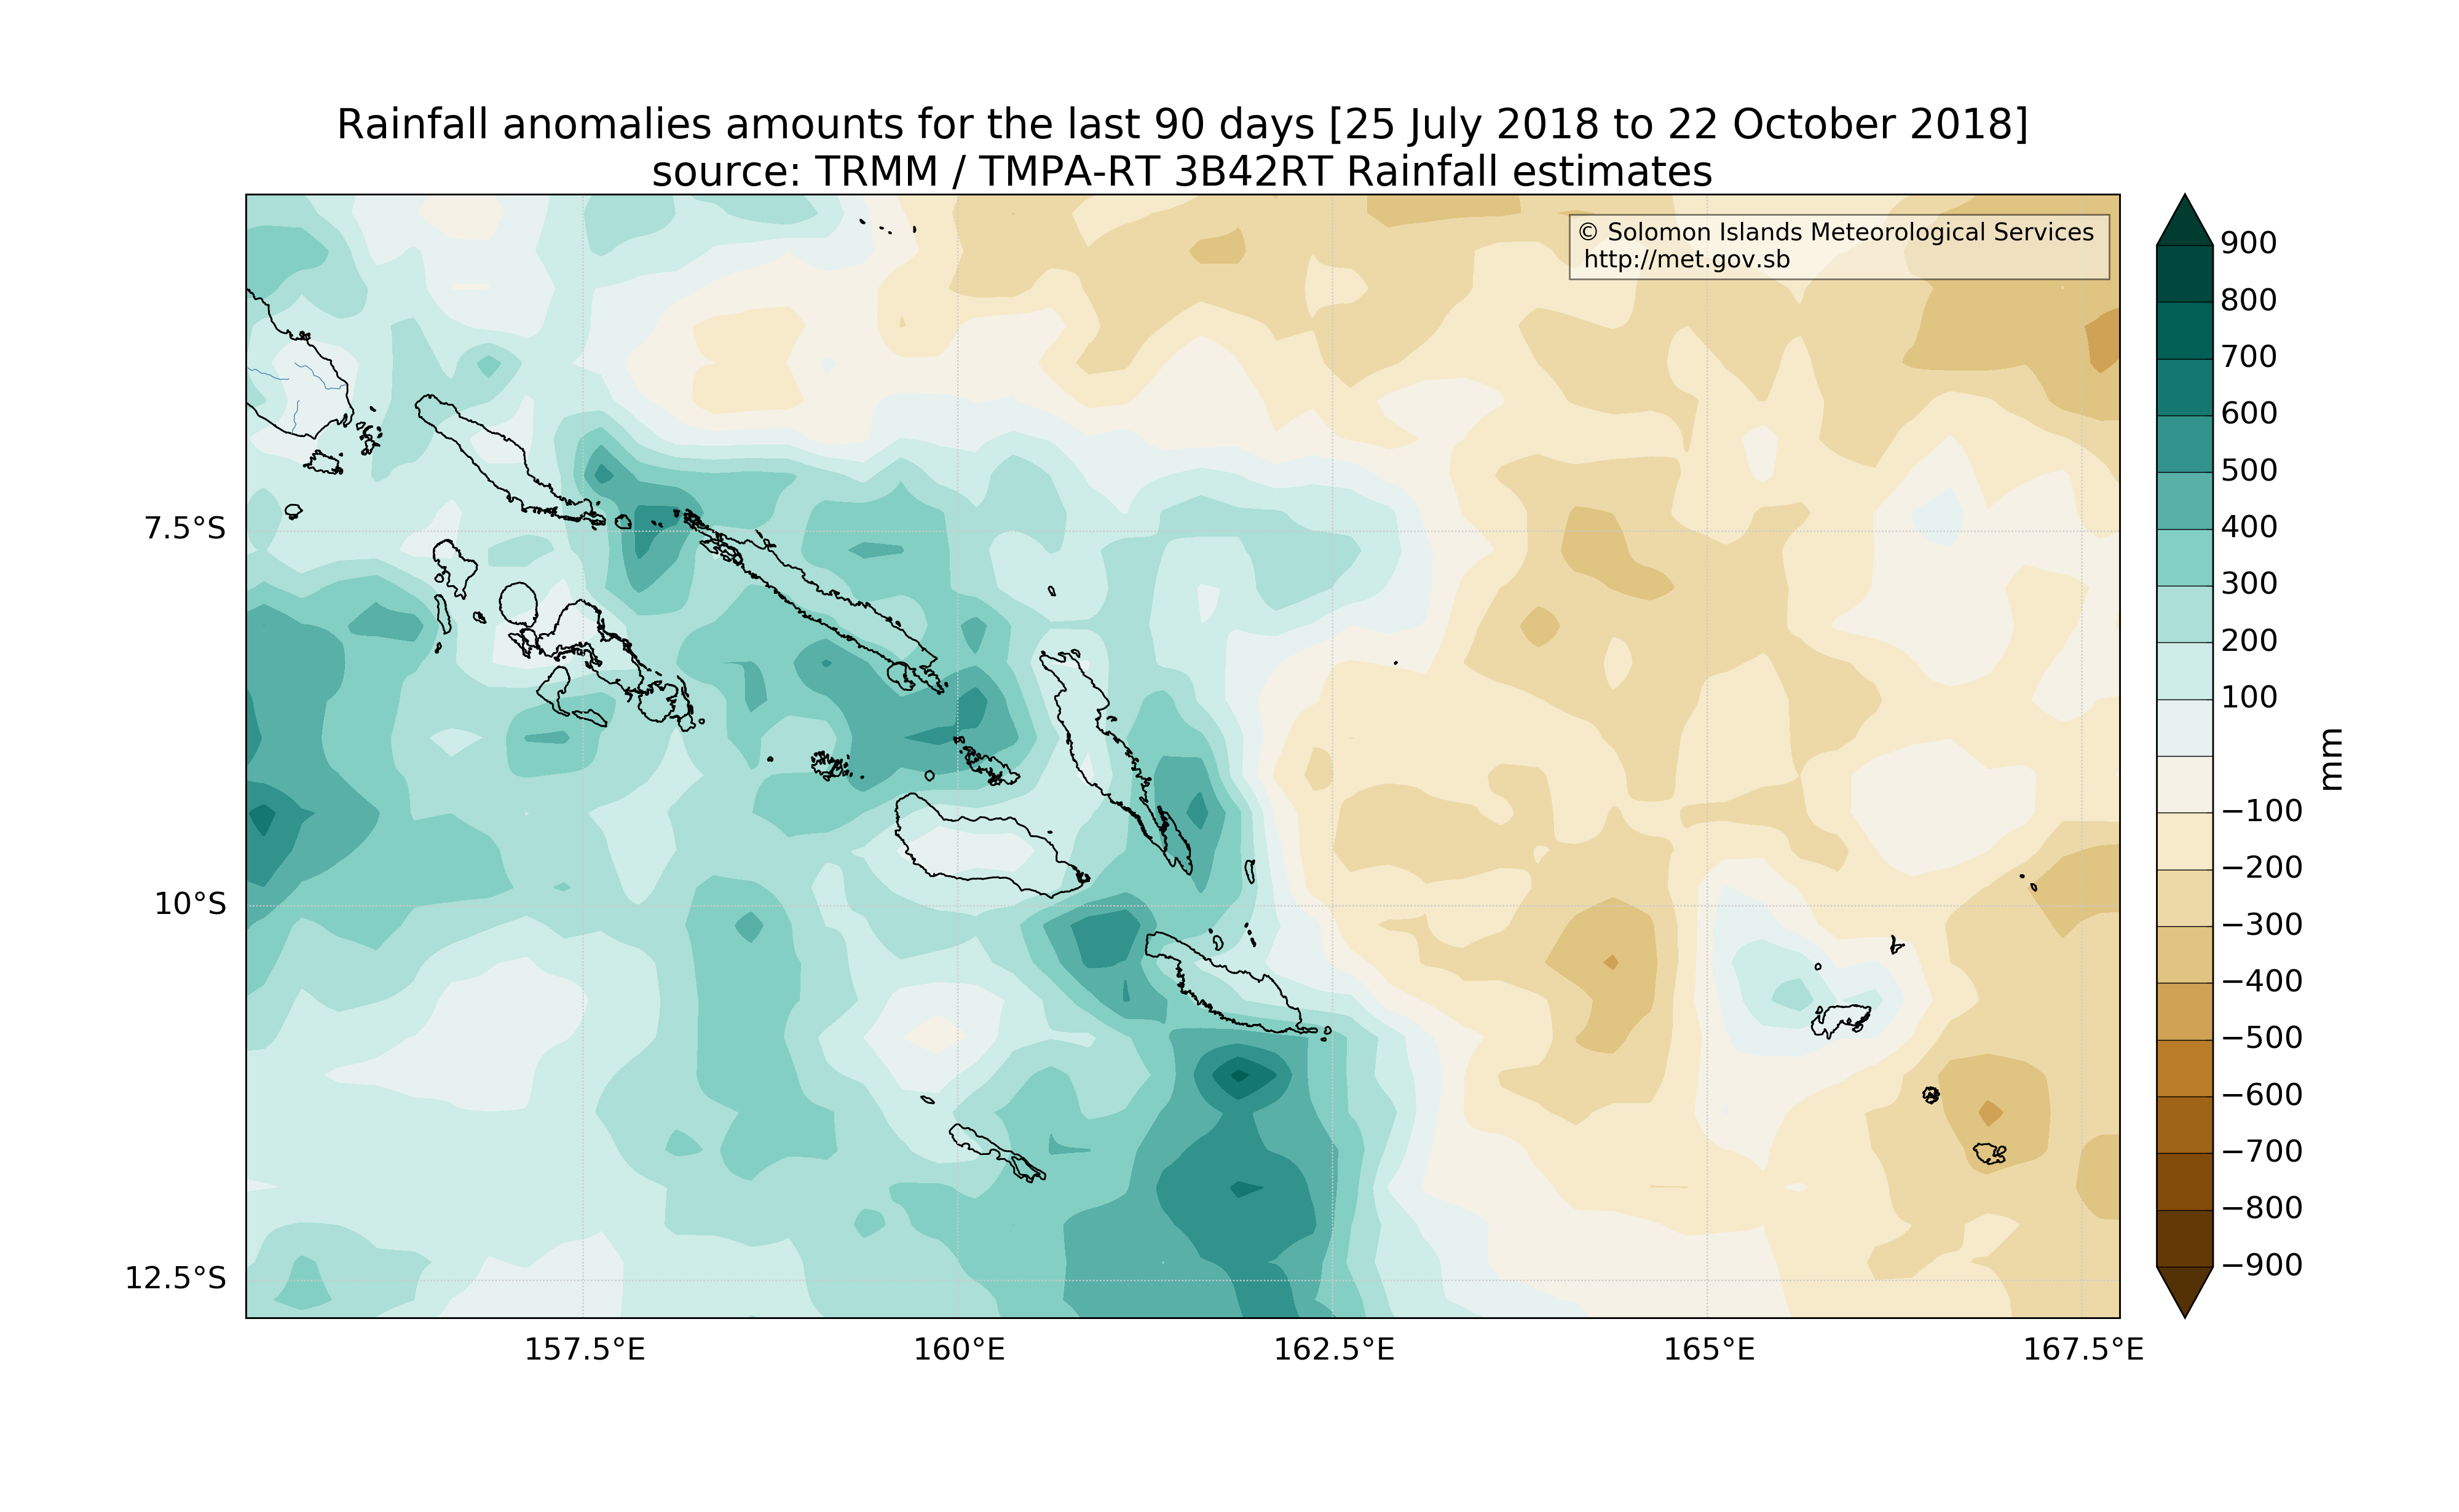 Rainfall anomalies amounts for the last 90 days [25 July 2018 to 22 October 2018]
source: TRMM / TMPA-RT 3B42RT Rainfall estimates
© Solomon Islands Meteorological Services
http://met.gov.sb
7.5°S
10°S
12.5°S
157.5°E
160°E
162.5°E
165°E
167.5°E
900
800
700
600
500
400
300
200
100
−100
−200
−300
−400
−500
−600
−700
−800
−900
mm